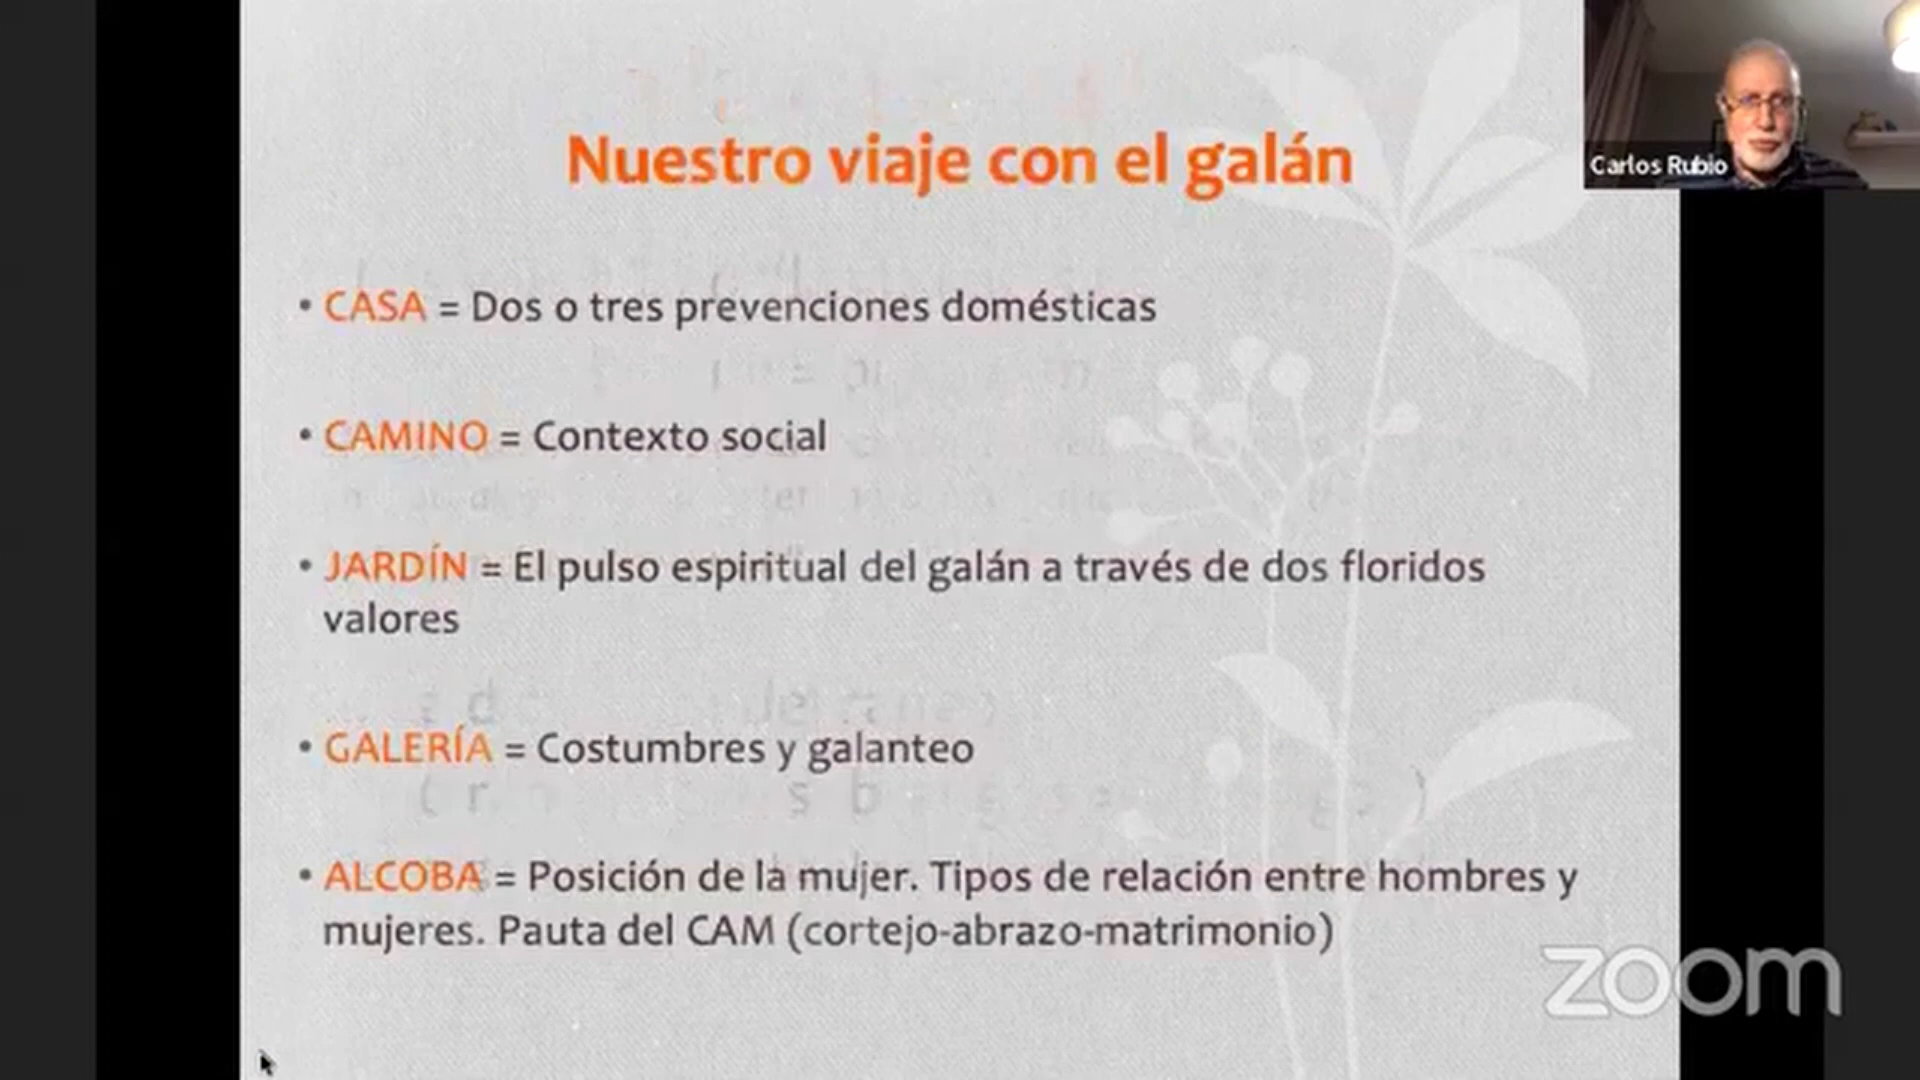 Nuestro viaje con el galán
Carlos Rubio
• CASA = Dos o tres prevenciones domésticas
• CAMINO = Contexto social
• JARDÍN = El pulso espiritual del galán a través de dos floridos
valores
• GALERÍA = Costumbres y galanteo
• ALCOBA = Posición de la mujer. Tipos de relación entre hombres y
mujeres. Pauta del CAM (cortejo-abrazo-matrimonio)
zoom